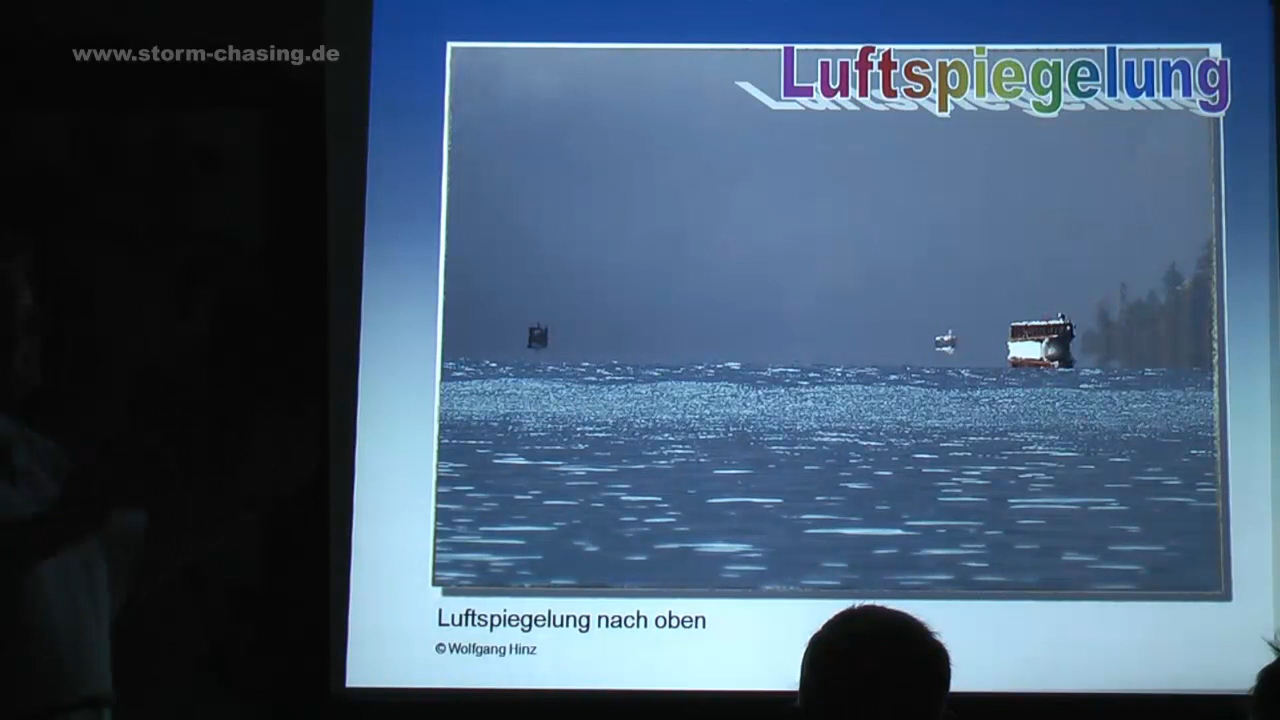 www.storm-chasing.de
Luftspiegelung
Luftspiegelung nach oben
© Wolfgang Hinz